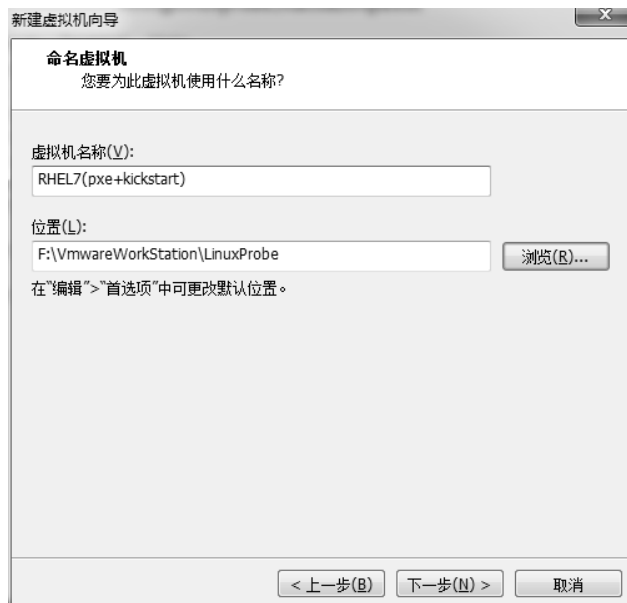 新建虚拟机向导
命名虚拟机
您要为此虚拟机使用什么名称?
虚拟机名称(V):
RHEL7(pxe+kickstart)
位置(L):
F:\VmwareWorkStation\LinuxProbe
浏览(R)...
在"编辑">"首选项"中可更改默认位置。
< 上一步(B)
下一步(N) >
取消